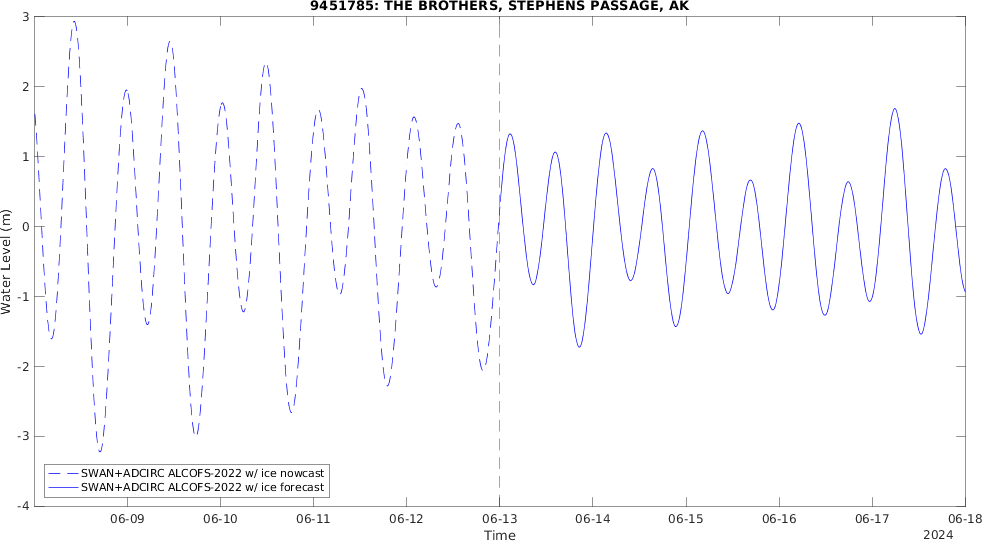 9451785: THE BROTHERS, STEPHENS PASSAGE, AK
3
2
1
0
-1
-2
-3
-4
Water Level (m)
SWAN+ADCIRC ALCOFS-2022 w/ ice nowcast
SWAN+ADCIRC ALCOFS-2022 w/ ice forecast
06-09 06-10 06-11 06-12 06-13 06-14 06-15 06-16 06-17 06-18
Time
2024